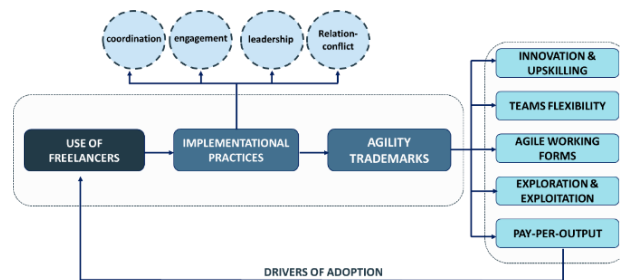 coordination
engagement
leadership
Relation-
conflict
INNOVATION &
UPSKILLING
TEAMS FLEXIBILITY
USE OF
FREELANCERS
IMPLEMENTATIONAL
PRACTICES
AGILITY
TRADEMARKS
AGILE WORKING
FORMS
EXPLORATION &
EXPLOITATION
PAY-PER-OUTPUT
DRIVERS OF ADOPTION